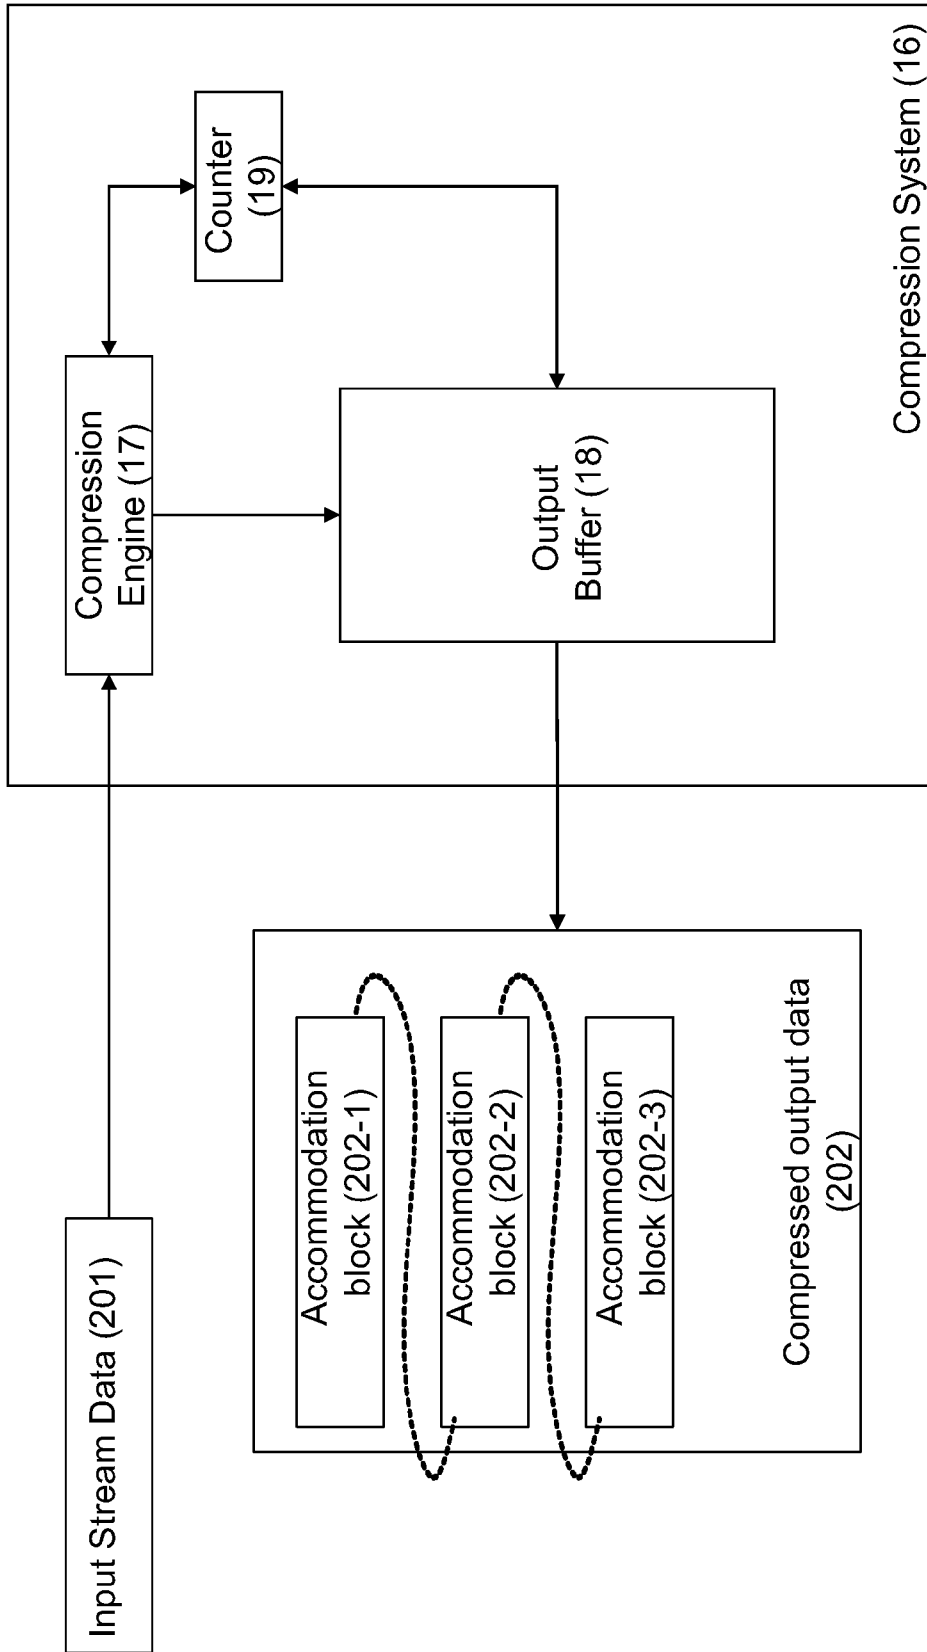 Input Stream Data (201)
Compression
Engine (17)
Counter
(19)
Accommodation
block (202-1)
Accommodation
block (202-2)
Accommodation
block (202-3)
Compressed output data
(202)
Output
Buffer (18)
Compression System (16)